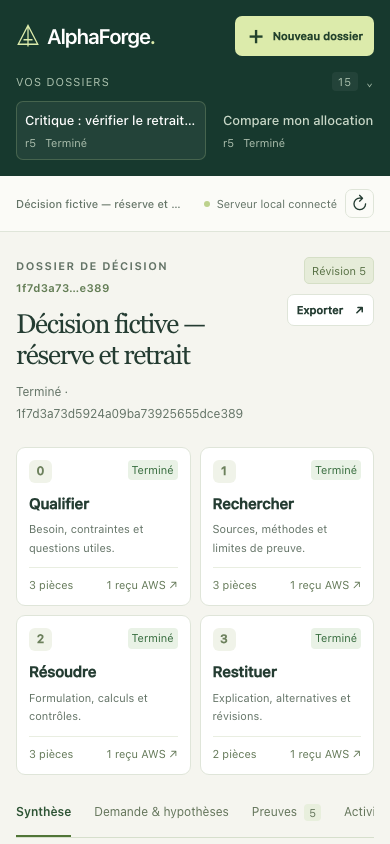 AlphaForge.
Nouveau dossier
VOS DOSSIERS
15
Critique : vérifier le retrait...
r5 Terminé
Compare mon allocation
r5 Terminé
Décision fictive — réserve et ...
Serveur local connecté
DOSSIER DE DÉCISION
1f7d3a73...e389
Révision 5
Exporter ↗
Décision fictive —
réserve et retrait
Terminé ·
1f7d3a73d5924a09ba73925655dce389
0
Terminé
Qualifier
Besoin, contraintes et
questions utiles.
3 pièces
1 reçu AWS ↗
1
Terminé
Rechercher
Sources, méthodes et
limites de preuve.
3 pièces
1 reçu AWS ↗
2
Terminé
Résoudre
Formulation, calculs et
contrôles.
3 pièces
1 reçu AWS ↗
3
Terminé
Restituer
Explication, alternatives et
révisions.
2 pièces
1 reçu AWS ↗
Synthèse
Demande & hypothèses
Preuves 5
Activi